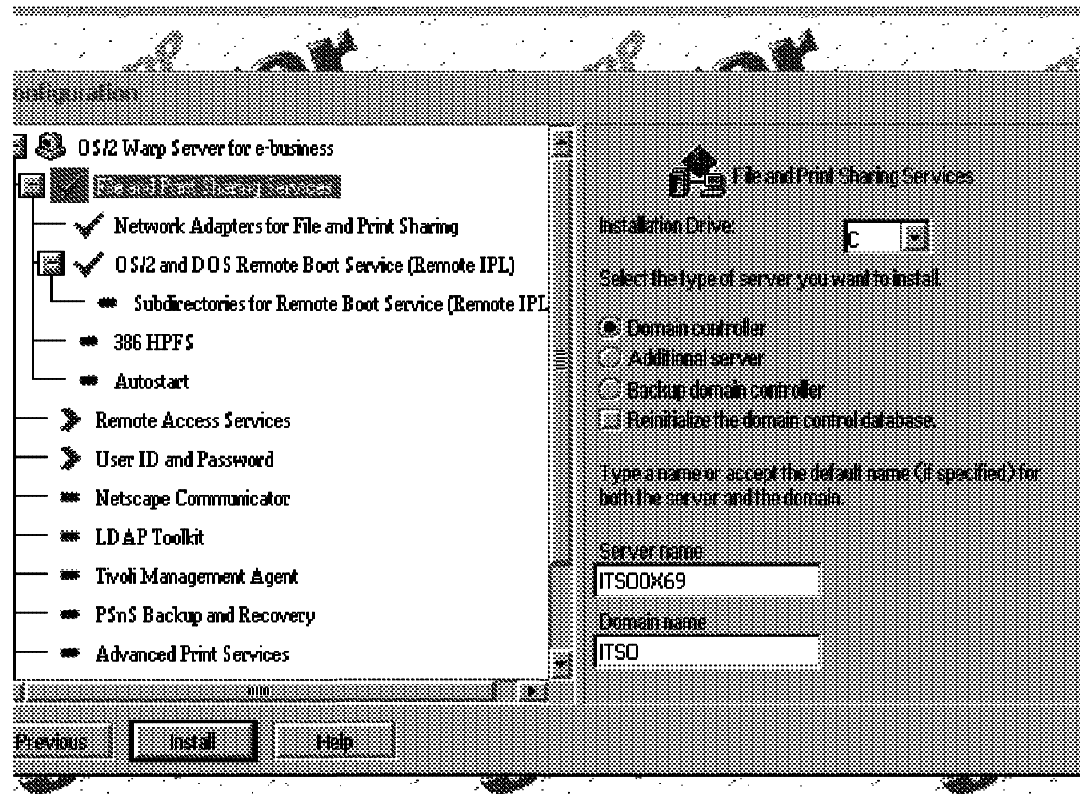 onfiguration
OS/2 Warp Server for e-business
File and Print Sharing Services
Network Adapters for File and Print Sharing
OS/2 and DOS Remote Boot Service (Remote IPL)
Subdirectories for Remote Boot Service (Remote IPL
386 HPFS
Autostart
Remote Access Services
User ID and Password
Netscape Communicator
LDAP Toolkit
Tivoli Management Agent
PSnS Backup and Recovery
Advanced Print Services
Previous
Install
Help
File and Print Sharing Services
Installation Drive:
C
Select the type of server you want to install.
Domain controller
Additional server
Backup domain controller
Reinitialize the domain control database.
Type a name or accept the default name (if specified) for
both the server and the domain.
Server name
ITSO0X69
Domain name
ITSO